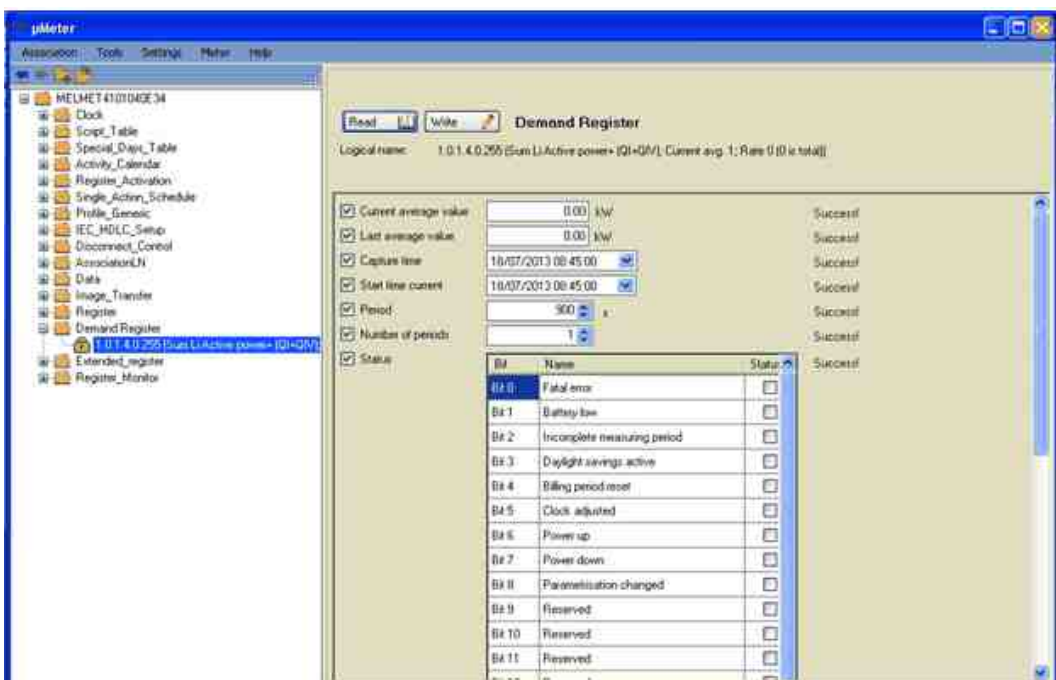 μMeter
Association Tools Settings Meter Help
MELMET4101040E34
Clock
Script_Table
Special_Days_Table
Activity_Calendar
Register_Activation
Single_Action_Schedule
Profile_Generic
IEC_HDLC_Setup
Disconnect_Control
AssociationLN
Data
Image_Transfer
Register
Demand Register
1.0.1.4.0.255 (Sum Li Active power+ (QI+QIV);
Extended_register
Register_Monitor
Read Write Demand Register
Logical name: 1.0.1.4.0.255 (Sum Li Active power+ (QI+QIV); Current avg. 1; Rate 0 (0 is total))
Current average value 0.00 kW Success!
Last average value 0.00 kW Success!
Capture time 18/07/2013 08:45:00 Success!
Start time current 18/07/2013 08:45:00 Success!
Period 900 s Success!
Number of periods 1 Success!
Status Success!
Bit Name Status
Bit 0 Fatal error
Bit 1 Battery low
Bit 2 Incomplete measuring period
Bit 3 Daylight savings active
Bit 4 Billing period reset
Bit 5 Clock adjusted
Bit 6 Power up
Bit 7 Power down
Bit 8 Parametrisation changed
Bit 9 Reserved
Bit 10 Reserved
Bit 11 Reserved